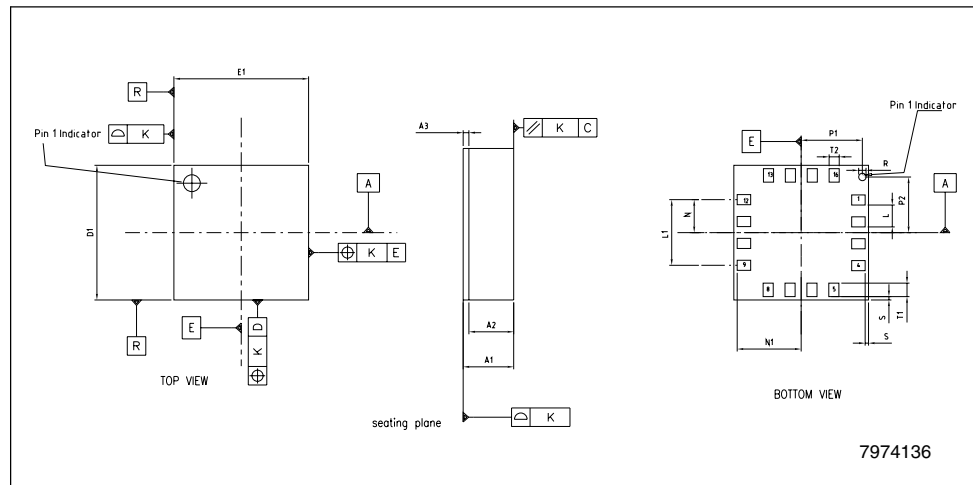 E1
R
Pin 1 Indicator
K
D1
A
K E
E
D
K
R
TOP VIEW
A3
K C
A2
A1
seating plane
K
Pin 1 Indicator
E
P1
T2
R
A
13
16
12
1
N
L1
L
P2
9
4
8
5
S
T1
S
N1
BOTTOM VIEW
7974136